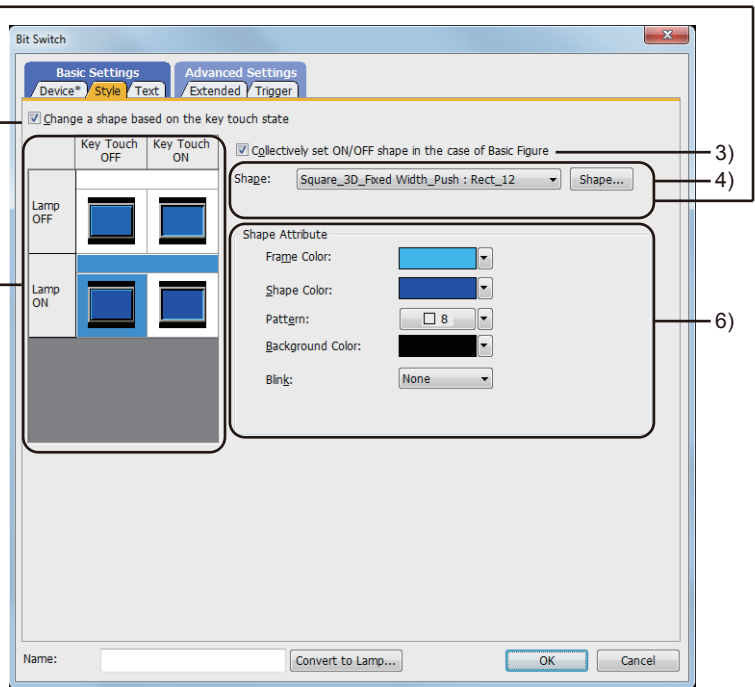 Bit Switch
x
Basic Settings Advanced Settings
Device* Style Text Extended Trigger
Change a shape based on the key touch state
Key Touch OFF Key Touch ON
Collectively set ON/OFF shape in the case of Basic Figure 3)
Shape: Square_3D_Fixed Width_Push : Rect_12 Shape... 4)
Lamp OFF
Shape Attribute
Frame Color:
Lamp ON
Shape Color:
Pattern: 8 6)
Background Color:
Blink: None
Name: Convert to Lamp... OK Cancel